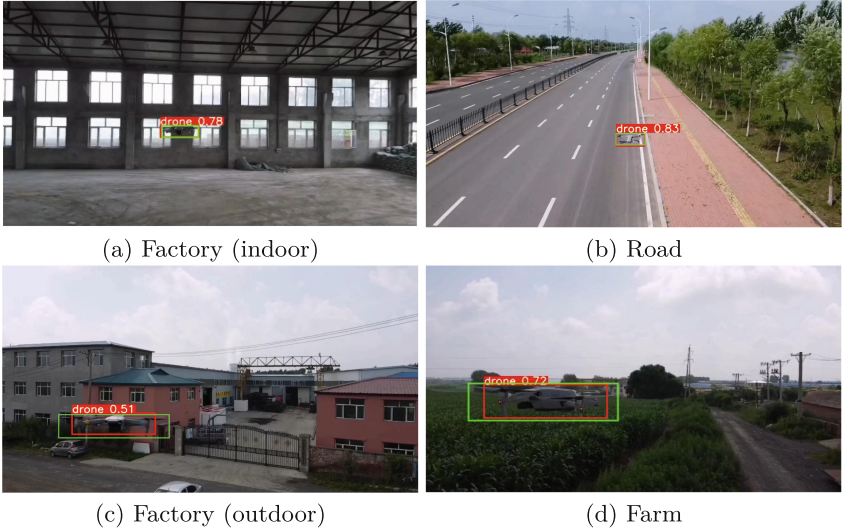 drone 0.78
drone 0.83
(a) Factory (indoor)
(b) Road
drone 0.51
drone 0.72
(c) Factory (outdoor)
(d) Farm